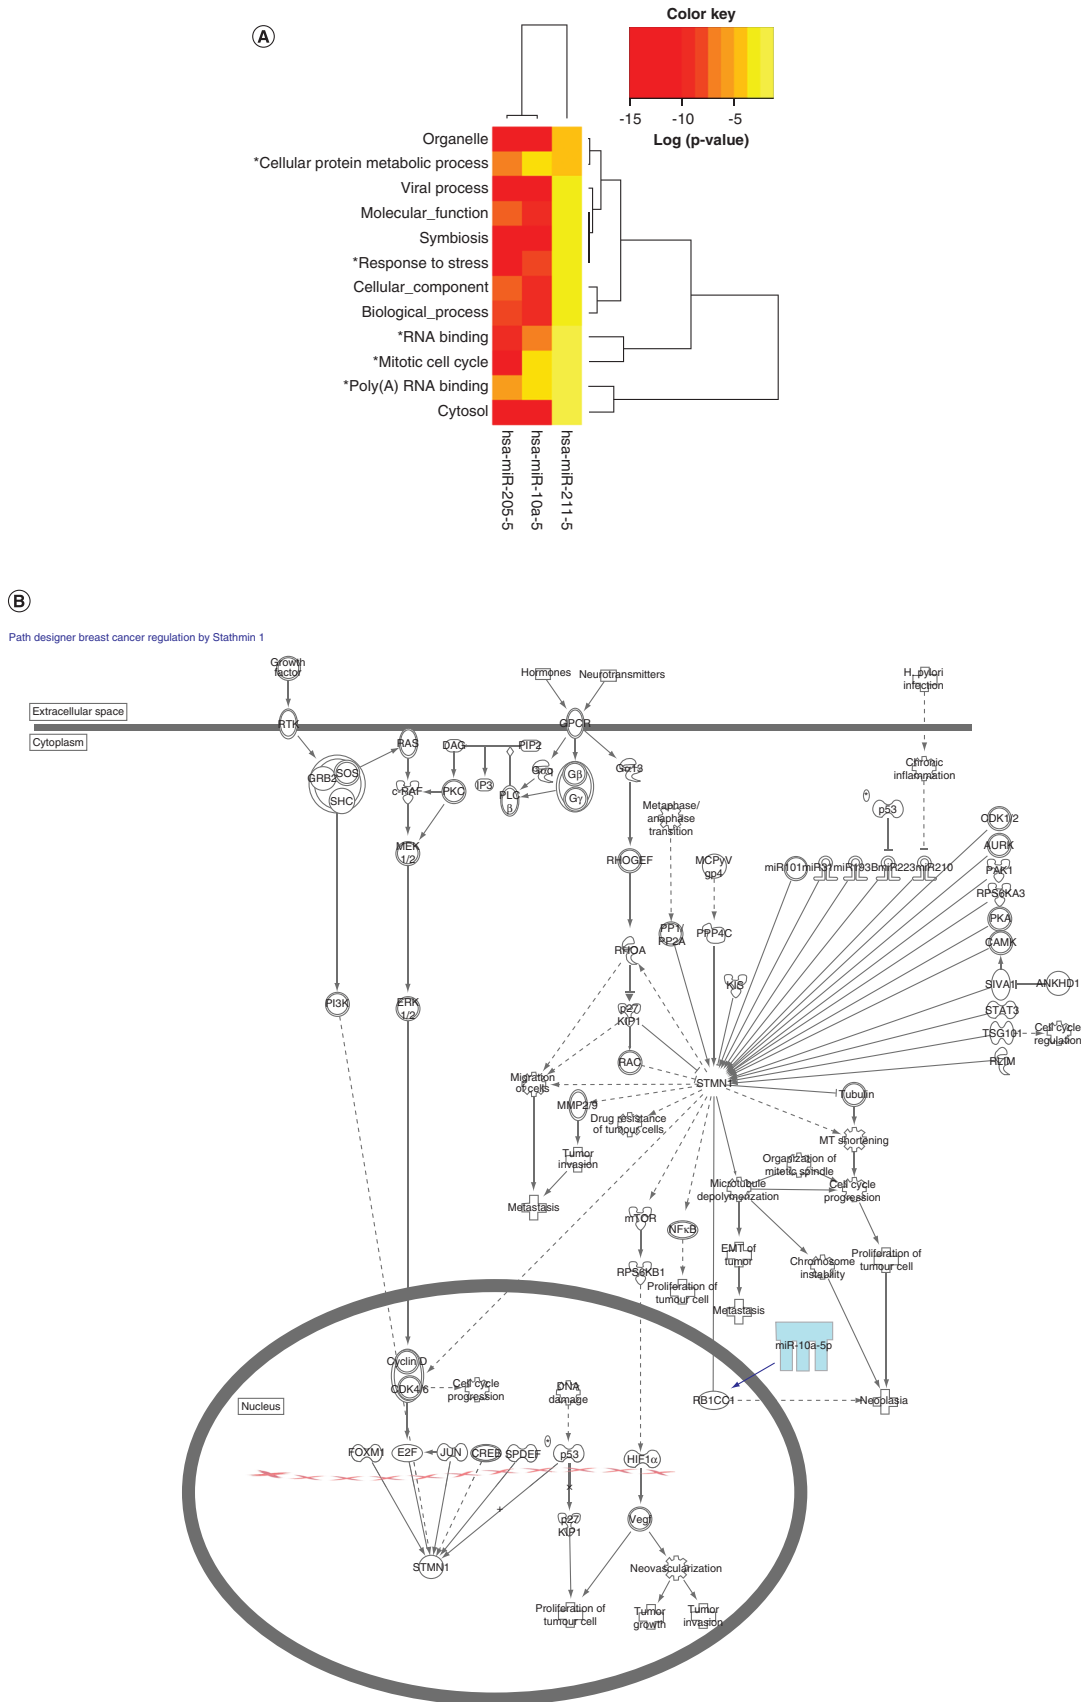 A
Color key
-15
-10
-5
Log (p-value)
Organelle
*Cellular protein metabolic process
Viral process
Molecular_function
Symbiosis
*Response to stress
Cellular_component
Biological_process
*RNA binding
*Mitotic cell cycle
*Poly(A) RNA binding
Cytosol
hsa-miR-205-5
hsa-miR-10a-5
hsa-miR-211-5
B
Path designer breast cancer regulation by Stathmin 1
Growth
factor
Hormones
Neurotransmitters
H. pylori
infection
Extracellular space
RTK
GPCR
Cytoplasm
RAS
DAG
PIP2
GRB2
SOS
SHC
c-RAF
PKC
IP3
PLC
β
Gαq
Gβ
Gγ
Gα13
Chronic
inflammation
Metaphase/
anaphase
transition
p53
CDK1/2
MEK
1/2
RHOGEF
MCPyV
gp4
miR101
miR31
miR193B
miR223
miR210
AURK
PAK1
RPS6KA3
PKA
CAMK
RHOA
PP1/
PP2A
PPP4C
KIS
SIVA1
ANKHD1
PI3K
ERK
1/2
p27
KIP1
STAT3
TSG101
Cell cycle
regulation
RAC
RLIM
Migration
of cells
STMN1
MMP2/9
Drug resistance
of tumour cells
Tubulin
MT shortening
Tumor
invasion
Organization of
mitetic spindle
Microtubule
depolymerization
Cell cycle
progression
Metastasis
mTOR
NFκB
EMT of
tumor
Chromosome
instability
Proliferation of
tumour cell
RPS6KB1
Proliferation of
tumour cell
Metastasis
miR-10a-5p
Cyclin D
CDK4/6
Cell cycle
progression
DNA
damage
RB1CC1
Neoplasia
Nucleus
FOXM1
E2F
JUN
CREB
SPDEF
p53
HIF1α
+
p27
KIP1
Vegf
STMN1
Neovascularization
Proliferation of
tumour cell
Tumor
growth
Tumor
invasion